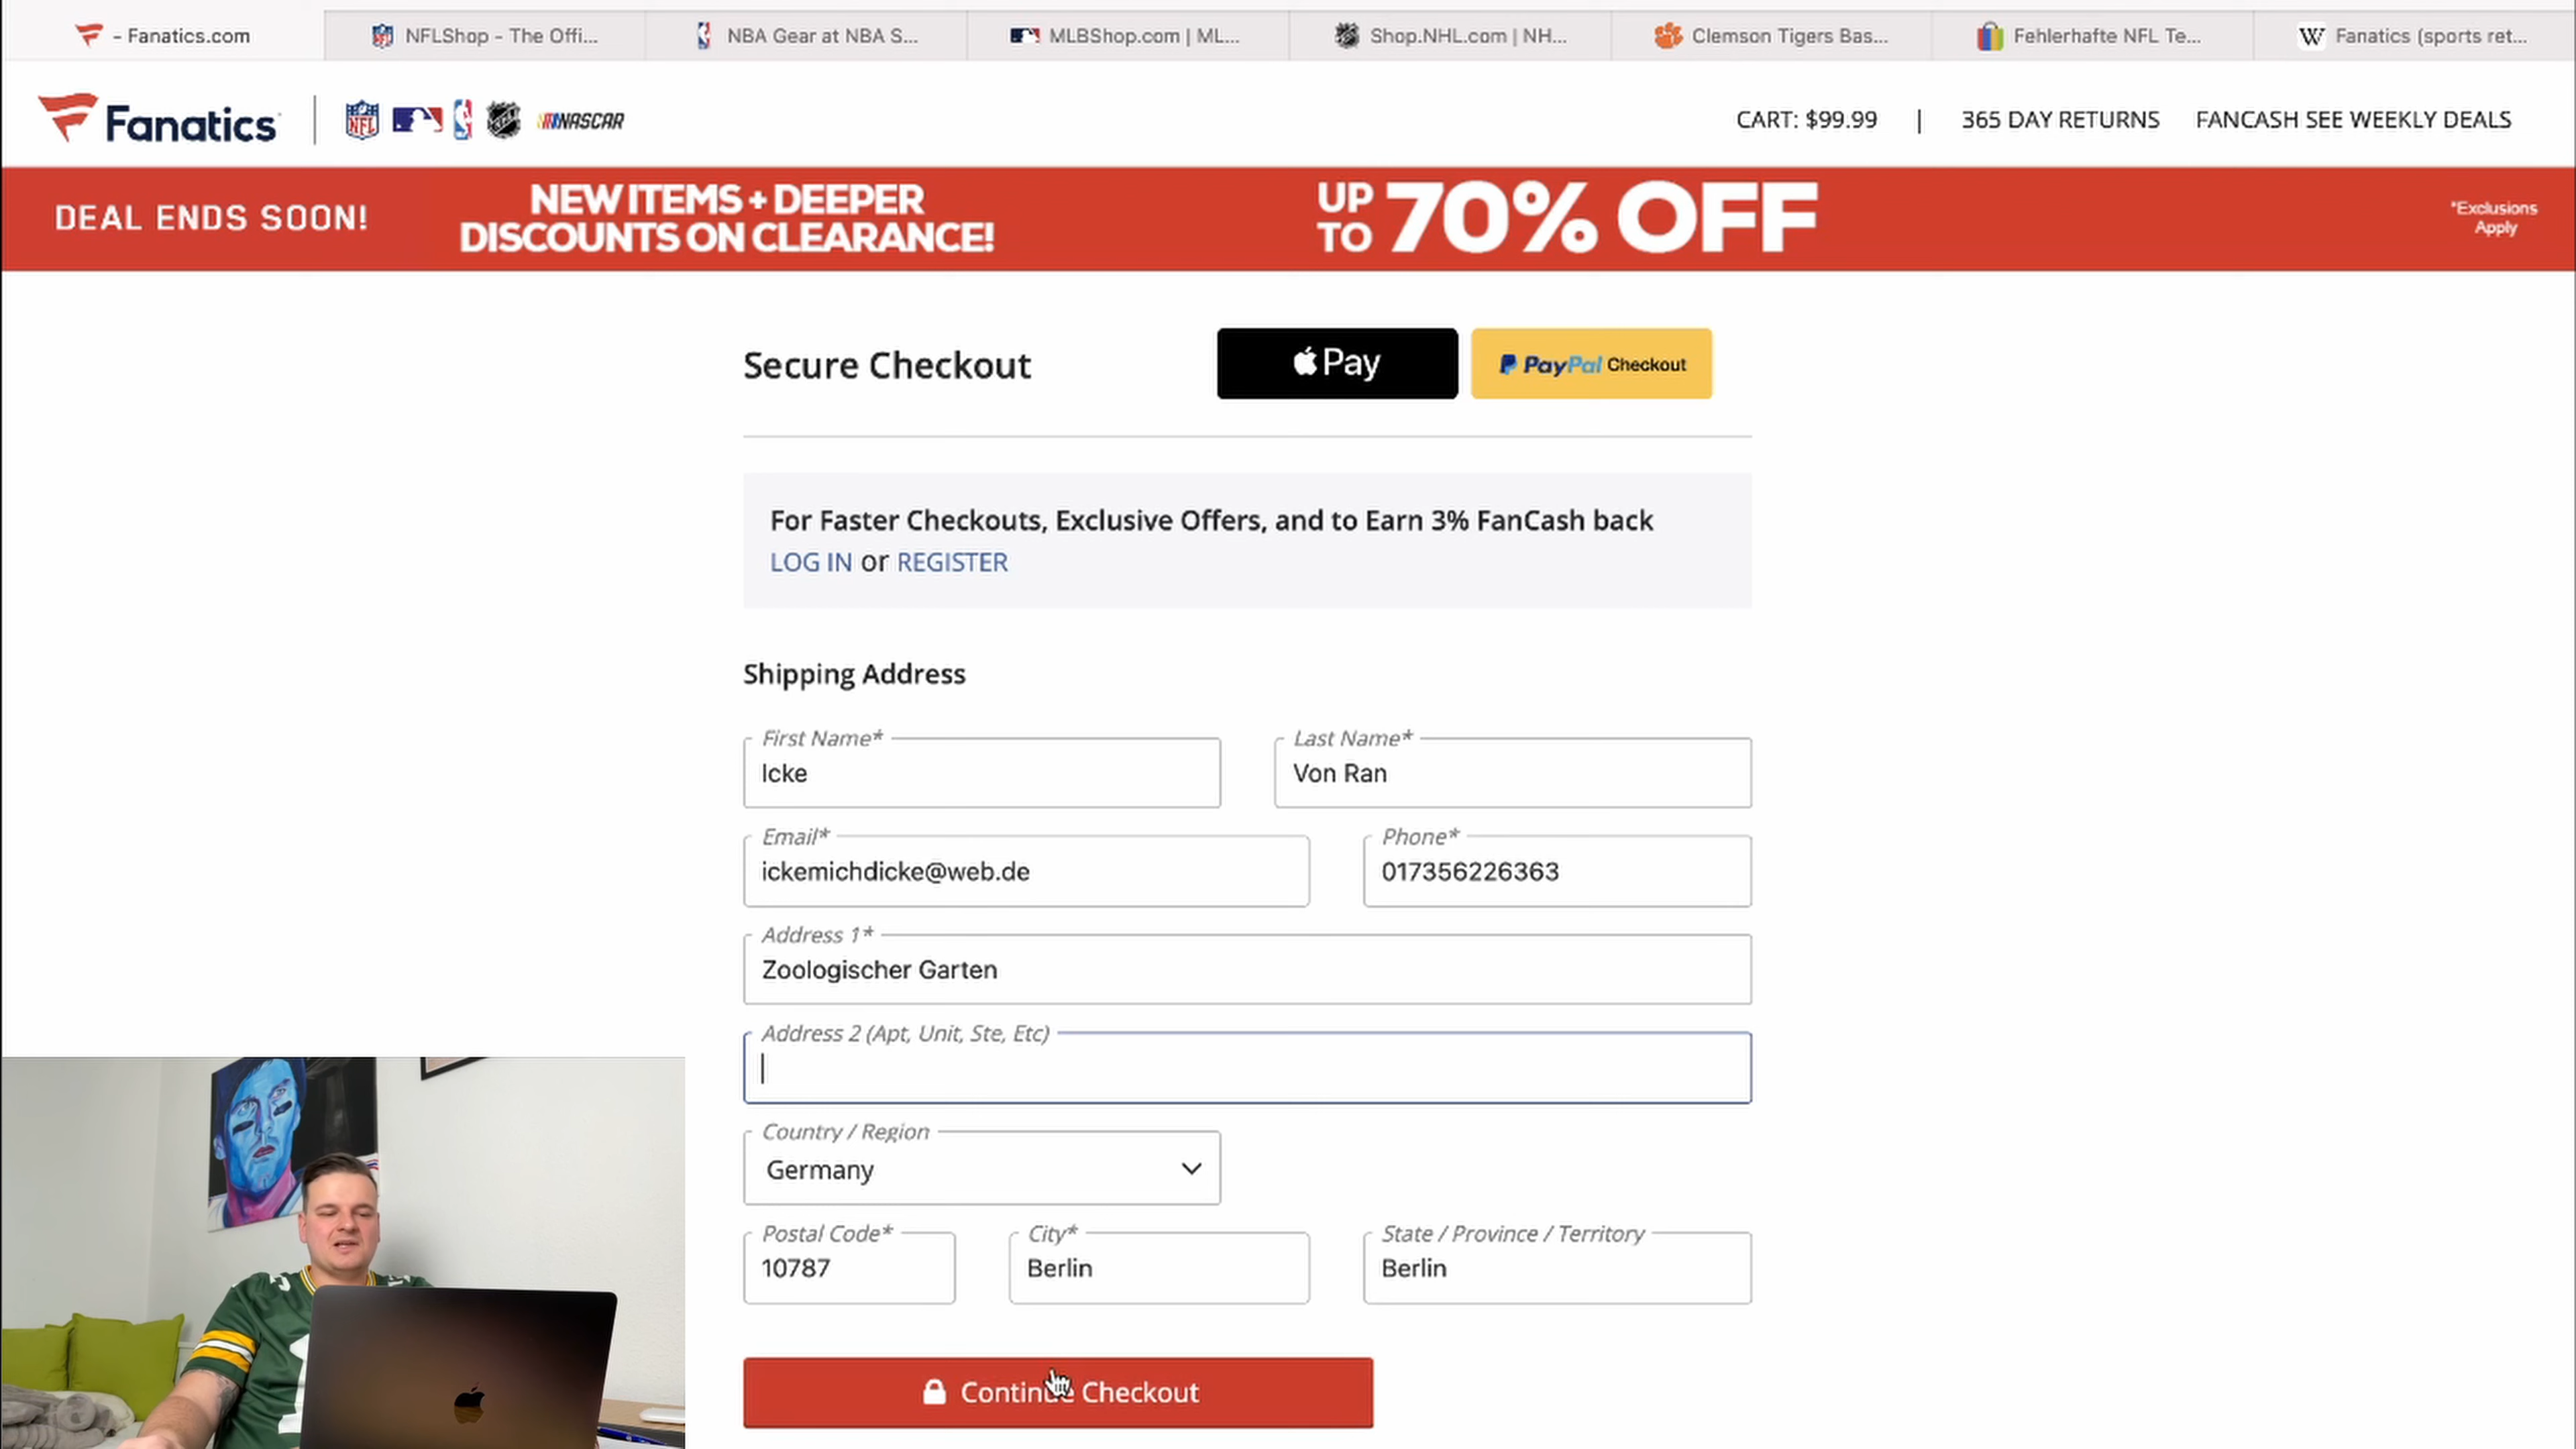 - Fanatics.com
NFLShop - The Offi...
NBA Gear at NBA S...
MLBShop.com | ML...
Shop.NHL.com | NH...
Clemson Tigers Bas...
Fehlerhafte NFL Te...
W Fanatics (sports ret...
Fanatics
NFL
NASCAR
CART: $99.99 | 365 DAY RETURNS FANCASH SEE WEEKLY DEALS
DEAL ENDS SOON!
NEW ITEMS + DEEPER
DISCOUNTS ON CLEARANCE!
UP TO 70% OFF
*Exclusions
Apply
Secure Checkout
Pay
PayPal Checkout
For Faster Checkouts, Exclusive Offers, and to Earn 3% FanCash back
LOG IN or REGISTER
Shipping Address
First Name*
Icke
Last Name*
Von Ran
Email*
ickemichdicke@web.de
Phone*
017356226363
Address 1*
Zoologischer Garten
Address 2 (Apt, Unit, Ste, Etc)
Country / Region
Germany
Postal Code*
10787
City*
Berlin
State / Province / Territory
Berlin
Continue Checkout